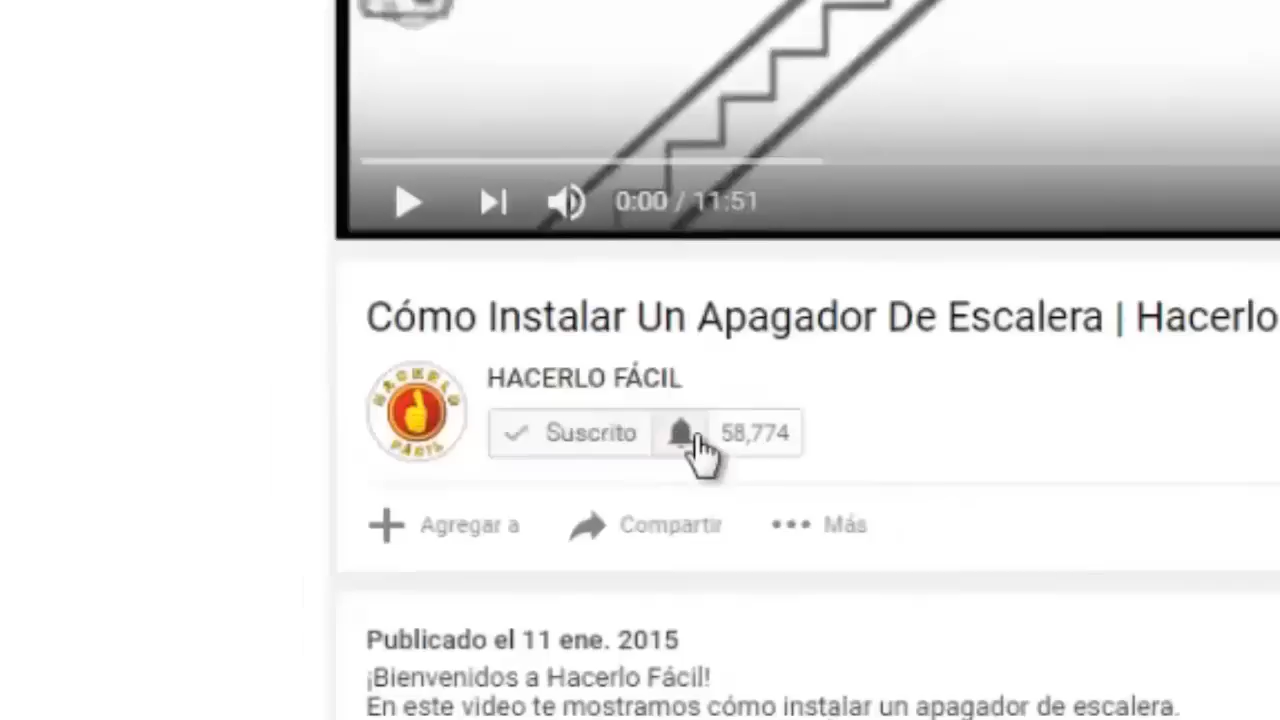 0:00 / 11:51
Cómo Instalar Un Apagador De Escalera | Hacerlo
HACERLO FÁCIL
HACERLO FÁCIL
Suscrito 58,774
Agregar a Compartir Más
Publicado el 11 ene. 2015
¡Bienvenidos a Hacerlo Fácil!
En este video te mostramos cómo instalar un apagador de escalera.